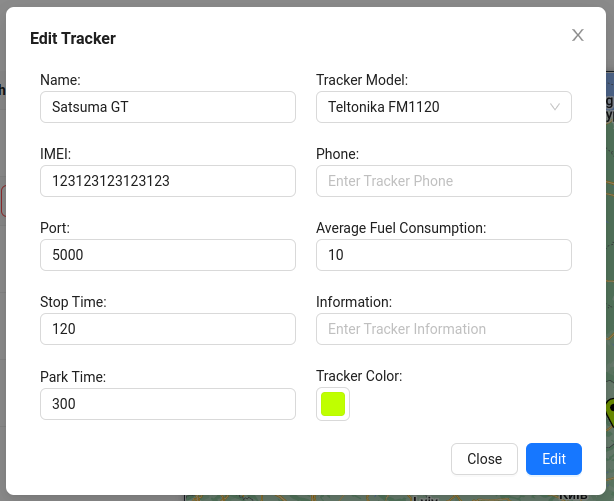 Edit Tracker
Name:
Tracker Model:
Satsuma GT
Teltonika FM1120
IMEI:
Phone:
123123123123123
Enter Tracker Phone
Port:
Average Fuel Consumption:
5000
10
Stop Time:
Information:
120
Enter Tracker Information
Park Time:
Tracker Color:
300
Close
Edit